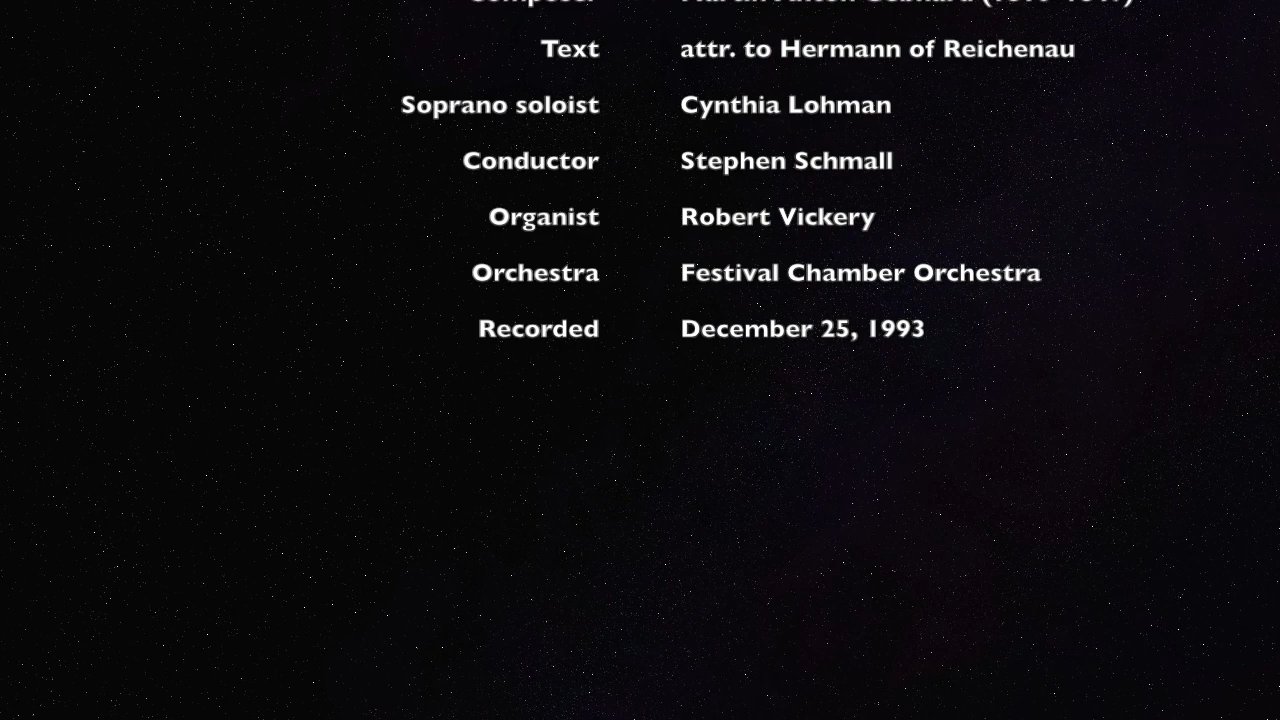 Composer
Text attr. to Hermann of Reichenau
Soprano soloist Cynthia Lohman
Conductor Stephen Schmall
Organist Robert Vickery
Orchestra Festival Chamber Orchestra
Recorded December 25, 1993